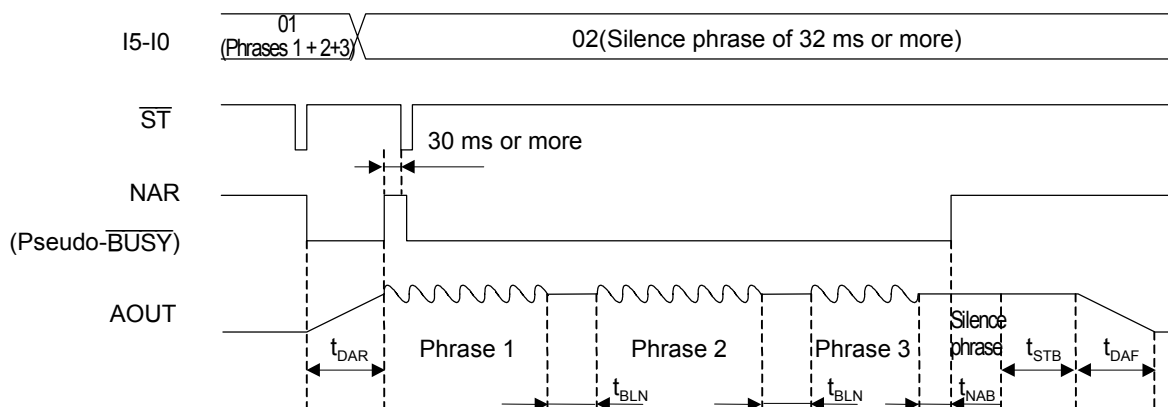 I5-I0
01
(Phrases 1 + 2+3)
02(Silence phrase of 32 ms or more)
ST
30 ms or more
NAR
(Pseudo-BUSY)
AOUT
Silence
phrase
tDAR
Phrase 1
Phrase 2
Phrase 3
tSTB
tDAF
tBLN
tBLN
tNAB